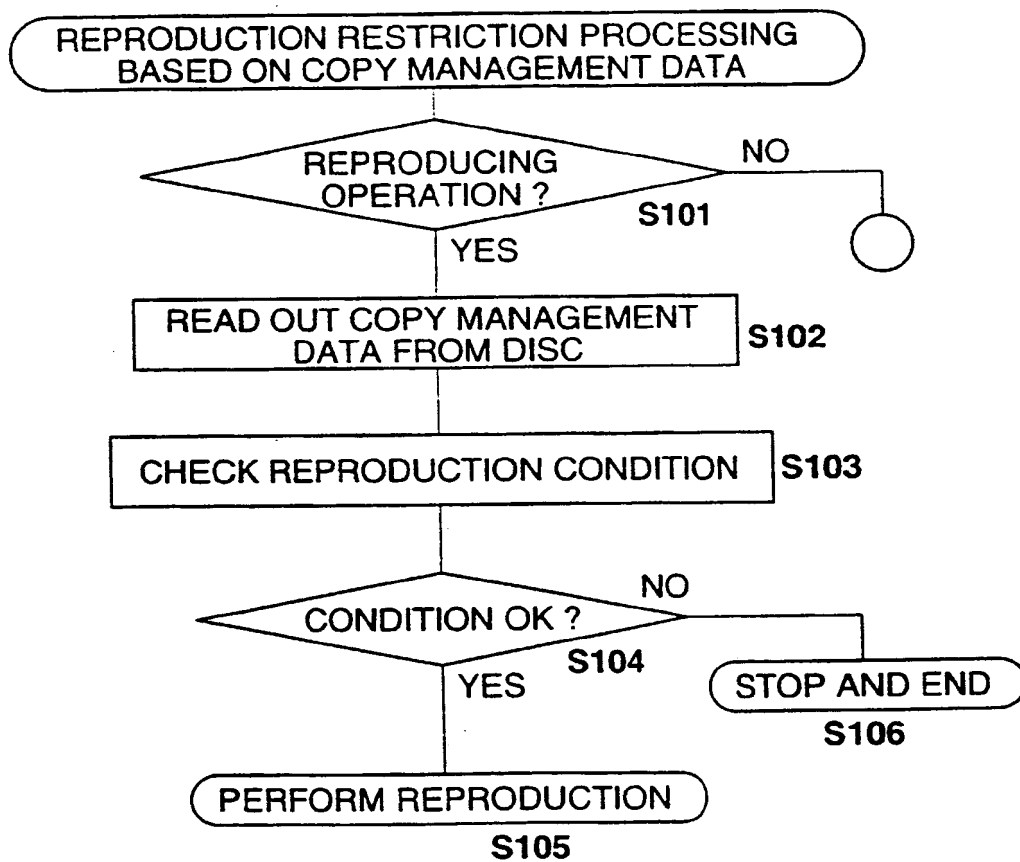 REPRODUCTION RESTRICTION PROCESSING
BASED ON COPY MANAGEMENT DATA
REPRODUCING
OPERATION ?
NO
S101
YES
READ OUT COPY MANAGEMENT
DATA FROM DISC
S102
CHECK REPRODUCTION CONDITION
S103
CONDITION OK ?
NO
S104
YES
STOP AND END
S106
PERFORM REPRODUCTION
S105